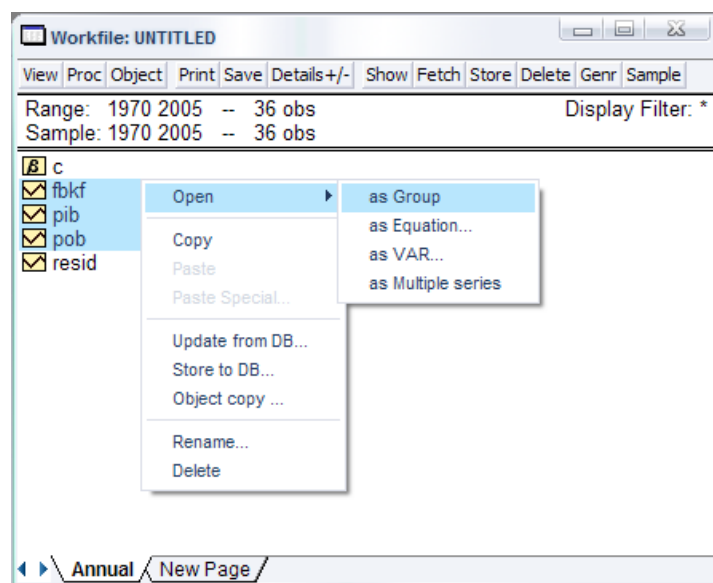 Workfile: UNTITLED
View Proc Object Print Save Details+/- Show Fetch Store Delete Genr Sample
Range: 1970 2005 -- 36 obs Display Filter: *
Sample: 1970 2005 -- 36 obs
β c
fbkf
pib
pob
resid
Open
Copy
Paste
Paste Special...
Update from DB...
Store to DB...
Object copy ...
Rename...
Delete
as Group
as Equation...
as VAR...
as Multiple series
Annual New Page